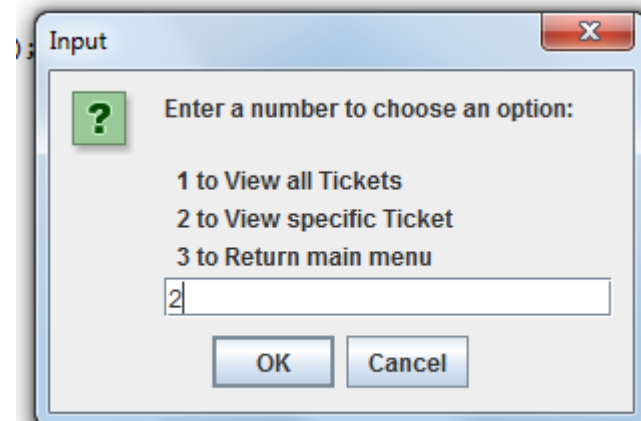 );
Input
Enter a number to choose an option:
1 to View all Tickets
2 to View specific Ticket
3 to Return main menu
2
OK
Cancel